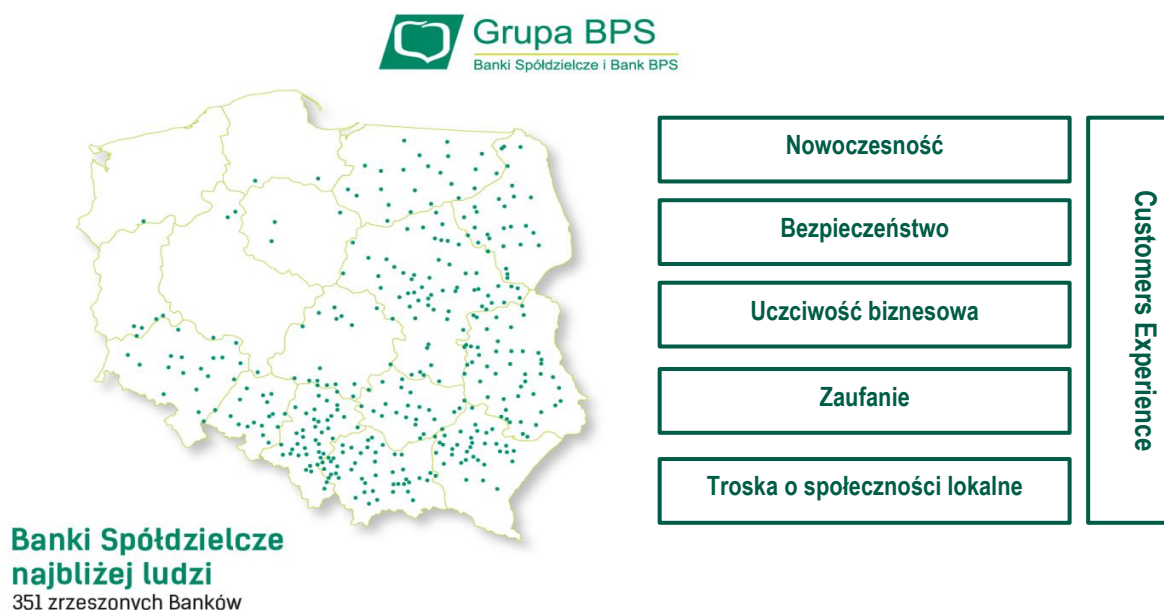 Grupa BPS
Banki Spółdzielcze i Bank BPS
Nowoczesność
Bezpieczeństwo
Uczciwość biznesowa
Zaufanie
Troska o społeczności lokalne
Customers Experience
Banki Spółdzielcze
najbliżej ludzi
351 zrzeszonych Banków